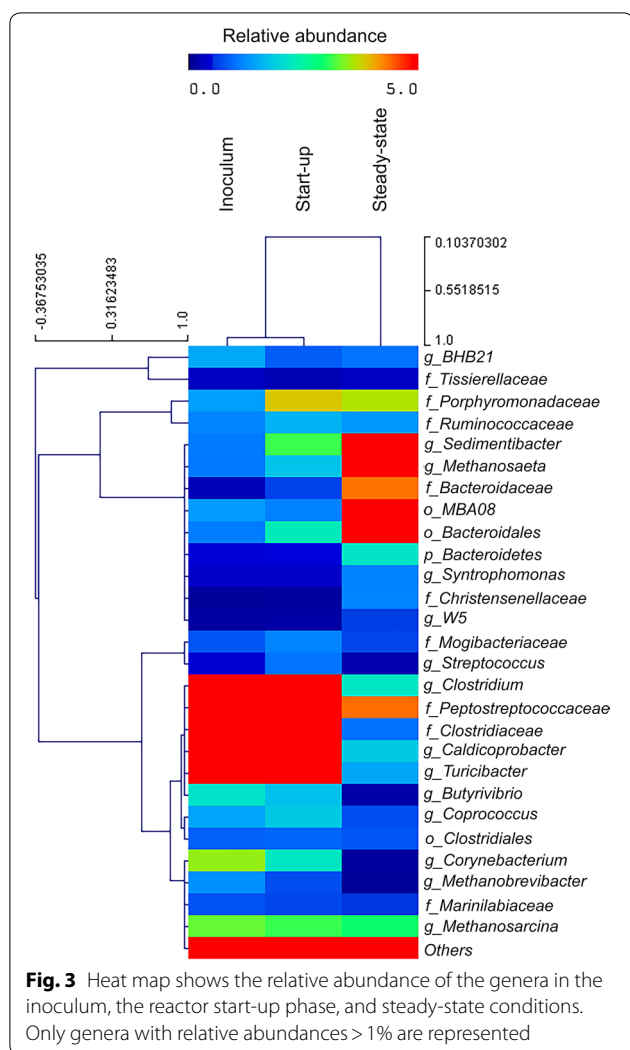 Relative abundance
0.0 5.0
Inoculum
Start-up
Steady-state
0.10370302
0.5518515
1.0
-0.36753035
0.31623483
1.0
g_BHB21
f_Tissierellaceae
f_Porphyromonadaceae
f_Ruminococcaceae
g_Sedimentibacter
g_Methanosaeta
f_Bacteroidaceae
o_MBA08
o_Bacteroidales
p_Bacteroidetes
g_Syntrophomonas
f_Christensenellaceae
g_W5
f_Mogibacteriaceae
g_Streptococcus
g_Clostridium
f_Peptostreptococcaceae
f_Clostridiaceae
g_Caldicoprobacter
g_Turicibacter
g_Butyrivibrio
g_Coprococcus
o_Clostridiales
g_Corynebacterium
g_Methanobrevibacter
f_Marinilabiaceae
g_Methanosarcina
Others
Fig. 3 Heat map shows the relative abundance of the genera in the
inoculum, the reactor start-up phase, and steady-state conditions.
Only genera with relative abundances > 1% are represented